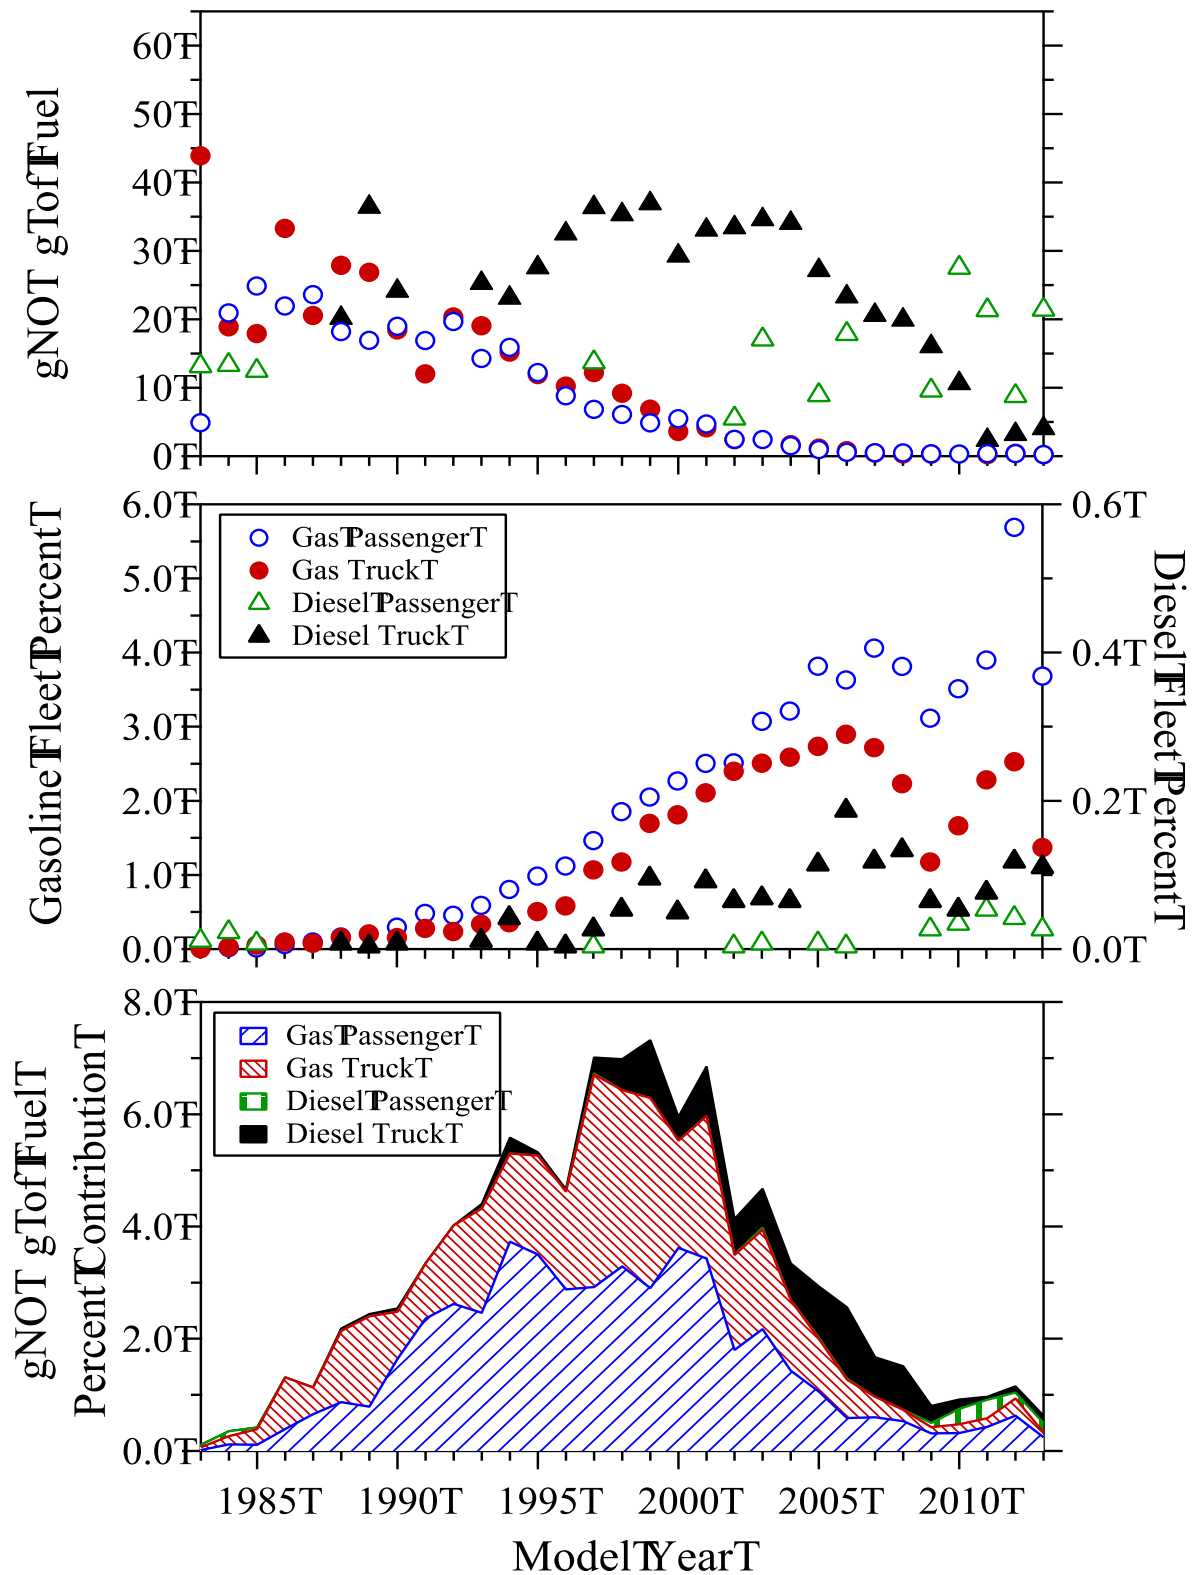 60T
50T
40T
30T
20T
10T
0T
gNOT gTofTFuel
6.0T
5.0T
4.0T
3.0T
2.0T
1.0T
0.0T
GasolineTFleetTPercentT
GasTPassengerT
Gas TruckT
DieselTPassengerT
Diesel TruckT
0.6T
0.4T
0.2T
0.0T
DieselTFleetTPercentT
8.0T
6.0T
4.0T
2.0T
0.0T
gNOT gTofTFuelT
PercentTContributionT
GasTPassengerT
Gas TruckT
DieselTPassengerT
Diesel TruckT
1985T 1990T 1995T 2000T 2005T 2010T
ModelTYearT